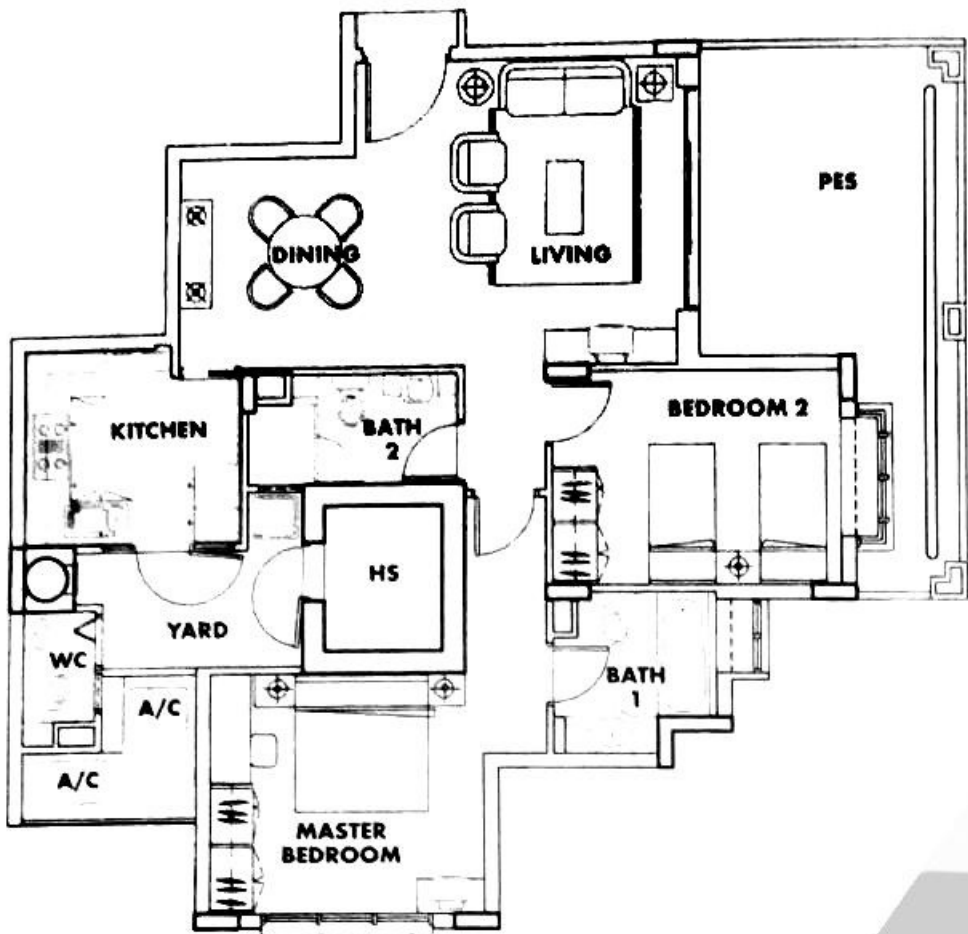 PES
DINING
LIVING
KITCHEN
BATH
2
BEDROOM 2
HS
YARD
WC
A/C
A/C
BATH
1
MASTER
BEDROOM